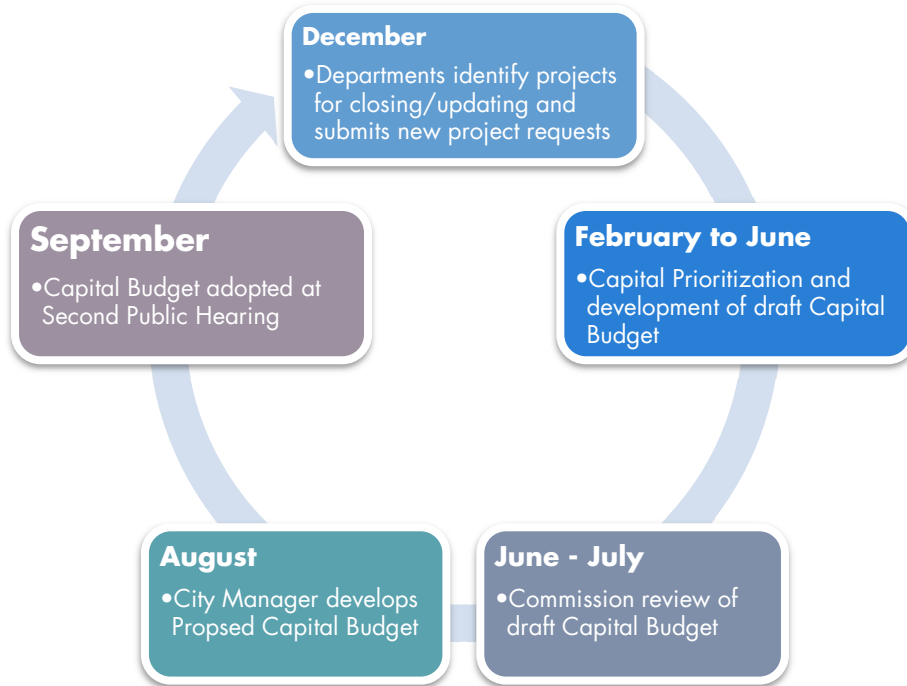 December
•Departments identify projects
for closing/updating and
submits new project requests
February to June
•Capital Prioritization and
development of draft Capital
Budget
June - July
•Commission review of
draft Capital Budget
August
•City Manager develops
Propsed Capital Budget
September
•Capital Budget adopted at
Second Public Hearing